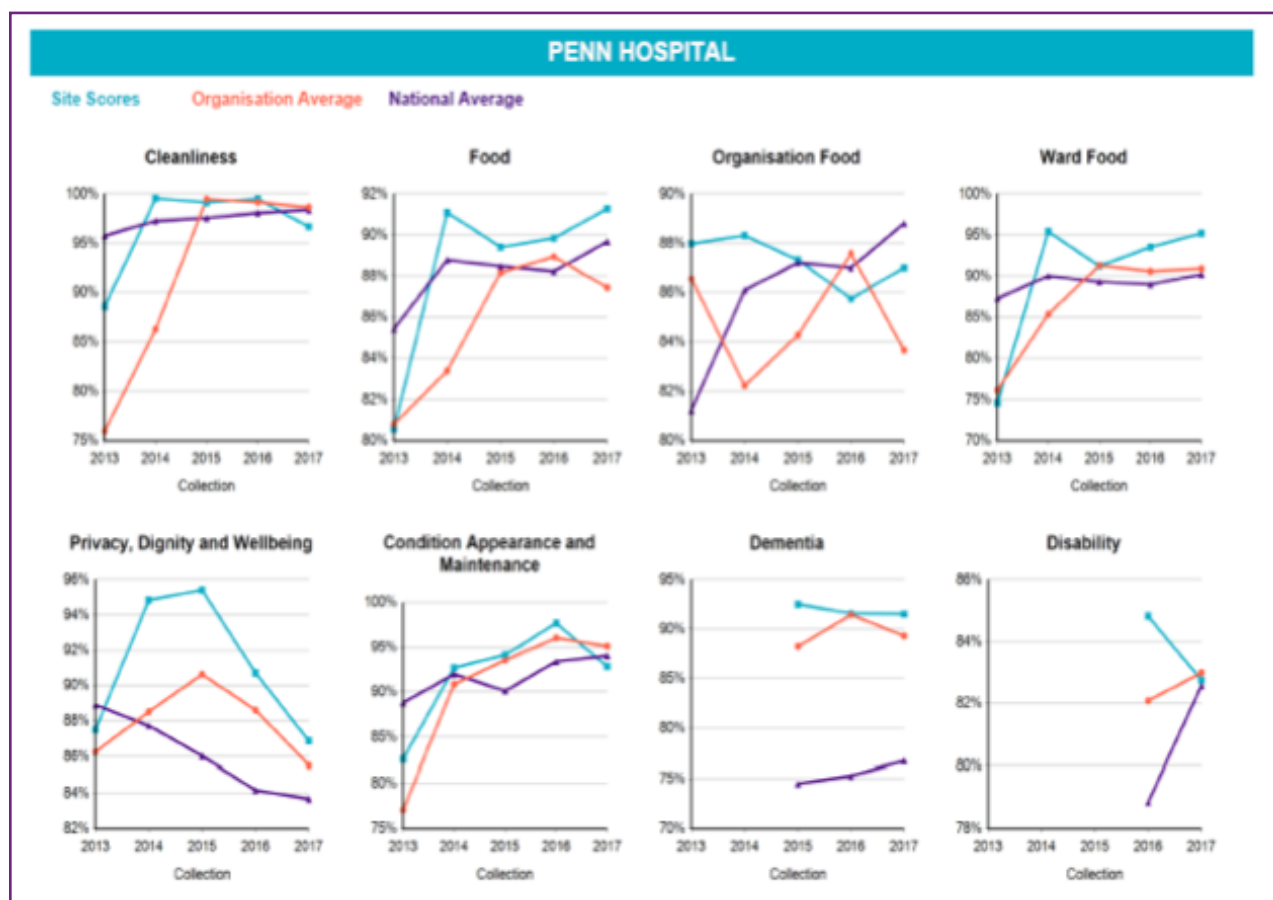 PENN HOSPITAL
Site Scores Organisation Average National Average
Cleanliness
100%
95%
90%
85%
80%
75%
2013 2014 2015 2016 2017
Collection
Food
92%
90%
88%
86%
84%
82%
80%
2013 2014 2015 2016 2017
Collection
Organisation Food
90%
88%
86%
84%
82%
80%
2013 2014 2015 2016 2017
Collection
Ward Food
100%
95%
90%
85%
80%
75%
70%
2013 2014 2015 2016 2017
Collection
Privacy, Dignity and Wellbeing
96%
94%
92%
90%
88%
86%
84%
82%
2013 2014 2015 2016 2017
Collection
Condition Appearance and
Maintenance
100%
95%
90%
85%
80%
75%
2013 2014 2015 2016 2017
Collection
Dementia
95%
90%
85%
80%
75%
70%
2013 2014 2015 2016 2017
Collection
Disability
86%
84%
82%
80%
78%
2013 2014 2015 2016 2017
Collection